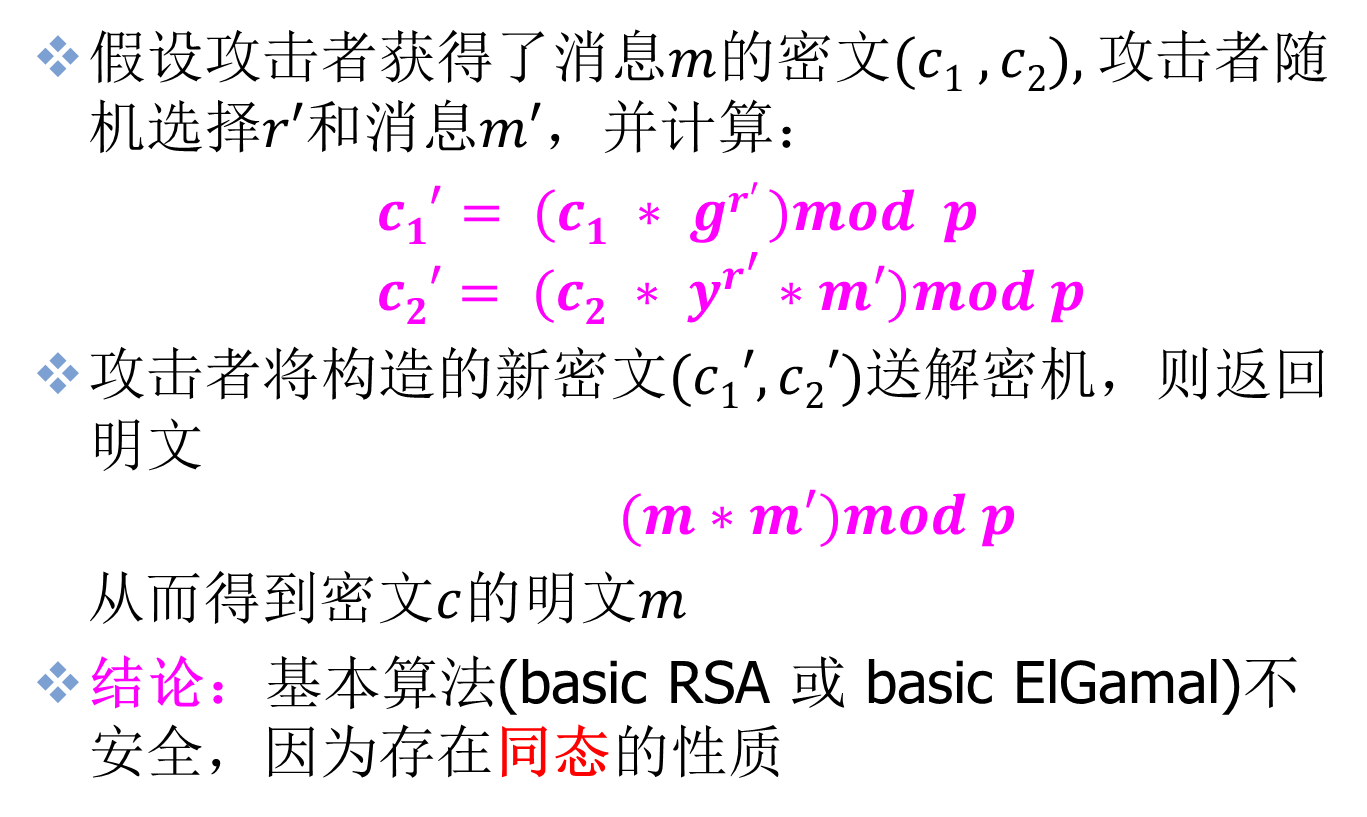 ❖假设攻击者获得了消息m的密文(c₁ ,c₂), 攻击者随
机选择r′和消息m′，并计算：
c₁′ = (c₁ * g^{r′})mod p
c₂′ = (c₂ * y^{r′} * m′)mod p
❖攻击者将构造的新密文(c₁′, c₂′)送解密机，则返回
明文
(m * m′)mod p
从而得到密文c的明文m
❖结论：基本算法(basic RSA 或 basic ElGamal)不
安全，因为存在同态的性质